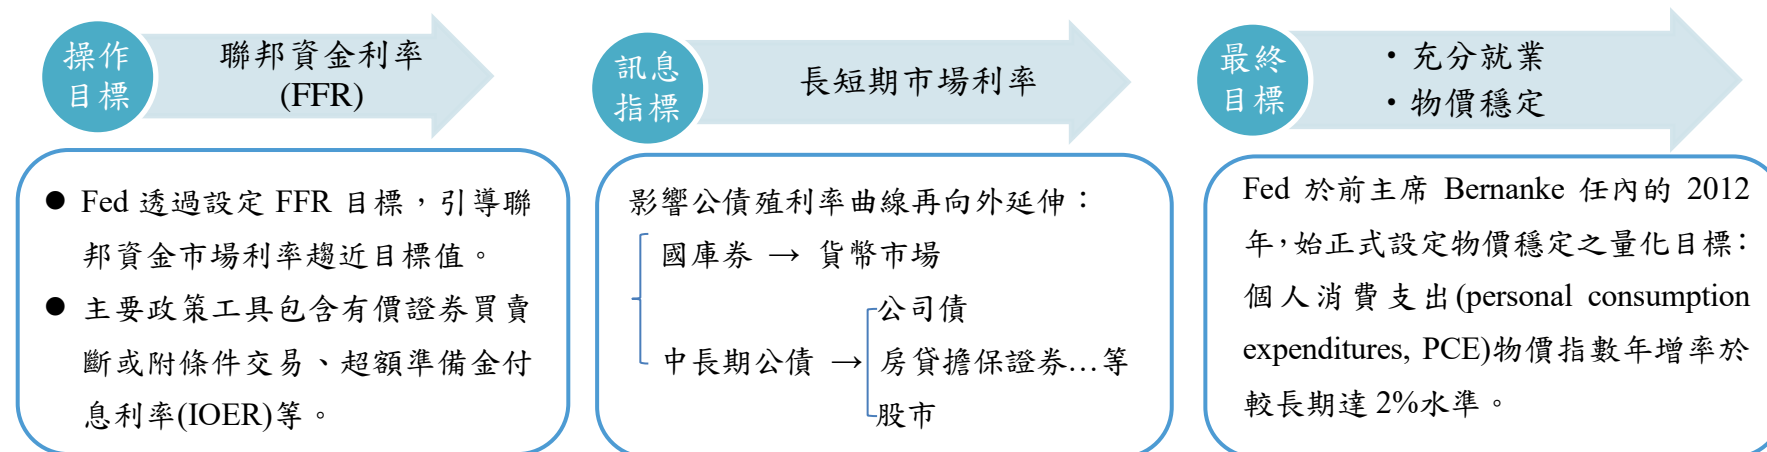 操作
目標
聯邦資金利率
(FFR)
● Fed 透過設定 FFR 目標，引導聯
邦資金市場利率趨近目標值。
● 主要政策工具包含有價證券買賣
斷或附條件交易、超額準備金付
息利率(IOER)等。
訊息
指標
長短期市場利率
影響公債殖利率曲線再向外延伸：
國庫券 → 貨幣市場
公司債
中長期公債 → 房貸擔保證券…等
股市
最終
目標
・充分就業
・物價穩定
Fed 於前主席 Bernanke 任內的 2012
年，始正式設定物價穩定之量化目標：
個人消費支出(personal consumption
expenditures, PCE)物價指數年增率於
較長期達 2%水準。